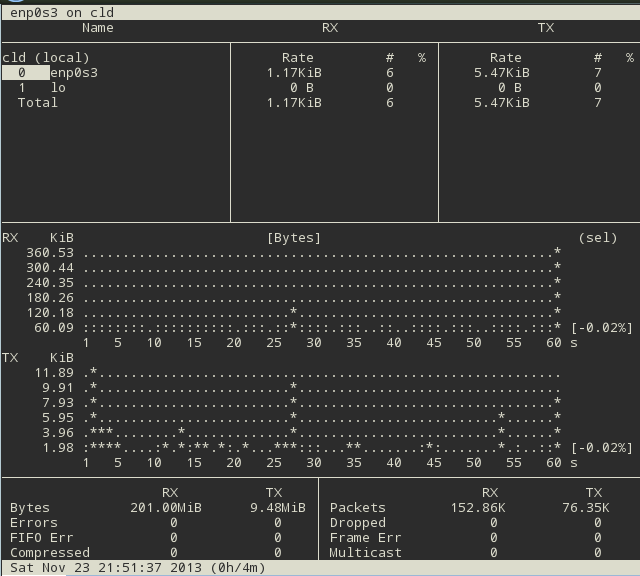 enp0s3 on cld
Name RX TX
cld (local) Rate # % Rate # %
0 enp0s3 1.17KiB 6 5.47KiB 7
1 lo 0 B 0 0 B 0
Total 1.17KiB 6 5.47KiB 7
RX KiB [Bytes] (sel)
360.53 ...........................................................*
300.44 ...........................................................*
240.35 ...........................................................*
180.26 ...........................................................*
120.18 ..........................*................................*
60.09 ::::::::..:::..:.::::.::::*:::..:::...::..::::..:::...:::..:::* [-0.02%]
1 5 10 15 20 25 30 35 40 45 50 55 60 s
TX KiB
11.89 .*..........................................................
9.91 .*........................*.................................
7.93 .*........................*................................*
5.95 .*........................*.........................*......*
3.96 .***........*.............*.........................*......*
1.98 :****:::::*:*:**:*::*:::***::::::**::::::::*::::::::*::::::* [-0.02%]
1 5 10 15 20 25 30 35 40 45 50 55 60 s
RX TX RX TX
Bytes 201.00MiB 9.48MiB Packets 152.86K 76.35K
Errors 0 0 Dropped 0 0
FIFO Err 0 0 Frame Err 0 0
Compressed 0 0 Multicast 0 0
Sat Nov 23 21:51:37 2013 (0h/4m)